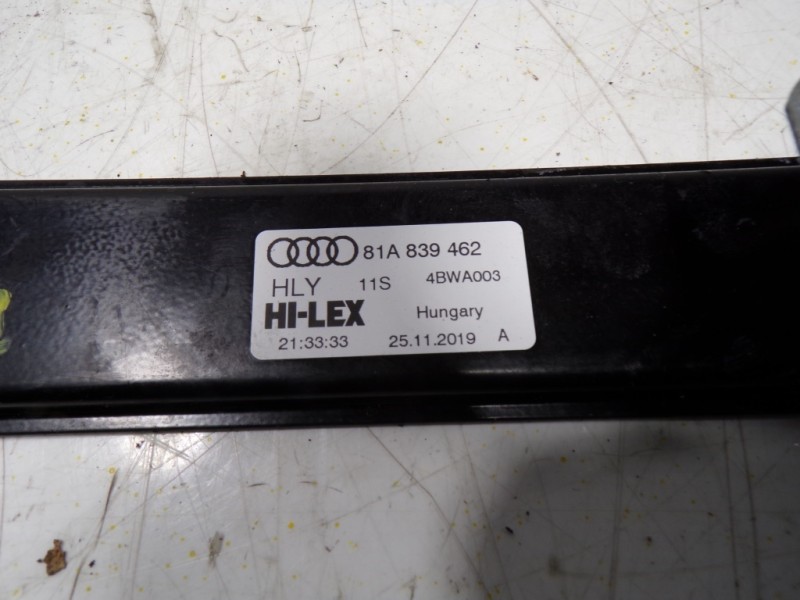 81A 839 462
HLY 11S 4BWA003
HI-LEX Hungary
21:33:33 25.11.2019 A